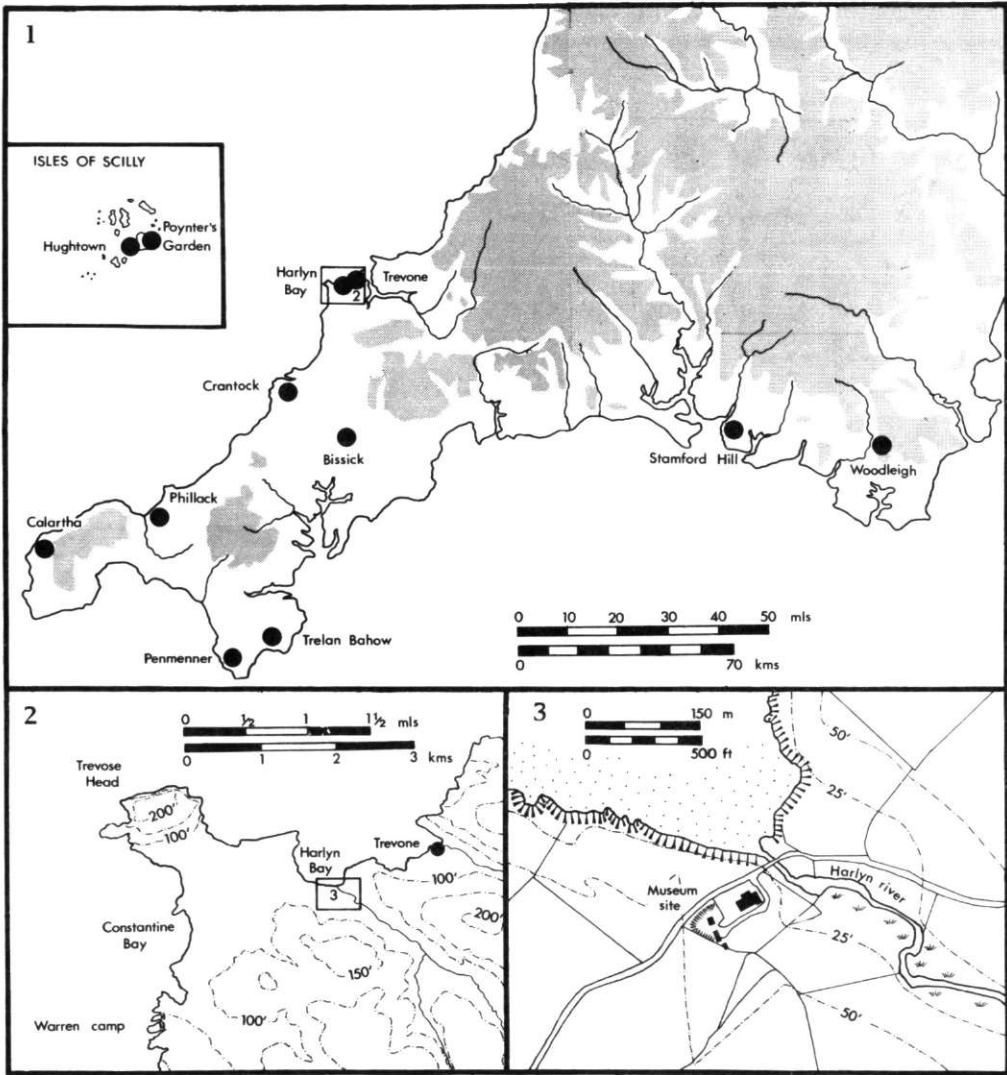 1
ISLES OF SCILLY
Hughtown
Poynter's
Garden
Harlyn
Bay
2
Trevone
Crantock
Bissick
Stamford Hill
Woodleigh
Phillack
Calartha
Trelan Bahow
Penmenner
0 10 20 30 40 50 mls
0 70 kms
2
0 ½ 1 1½ mls
0 1 2 3 kms
Trevose
Head
200'
100'
Harlyn
Bay
Trevone
3
100'
200'
Constantine
Bay
150'
100'
Warren camp
3
0 150 m
0 500 ft
50'
25'
Museum
site
Harlyn river
25'
50'